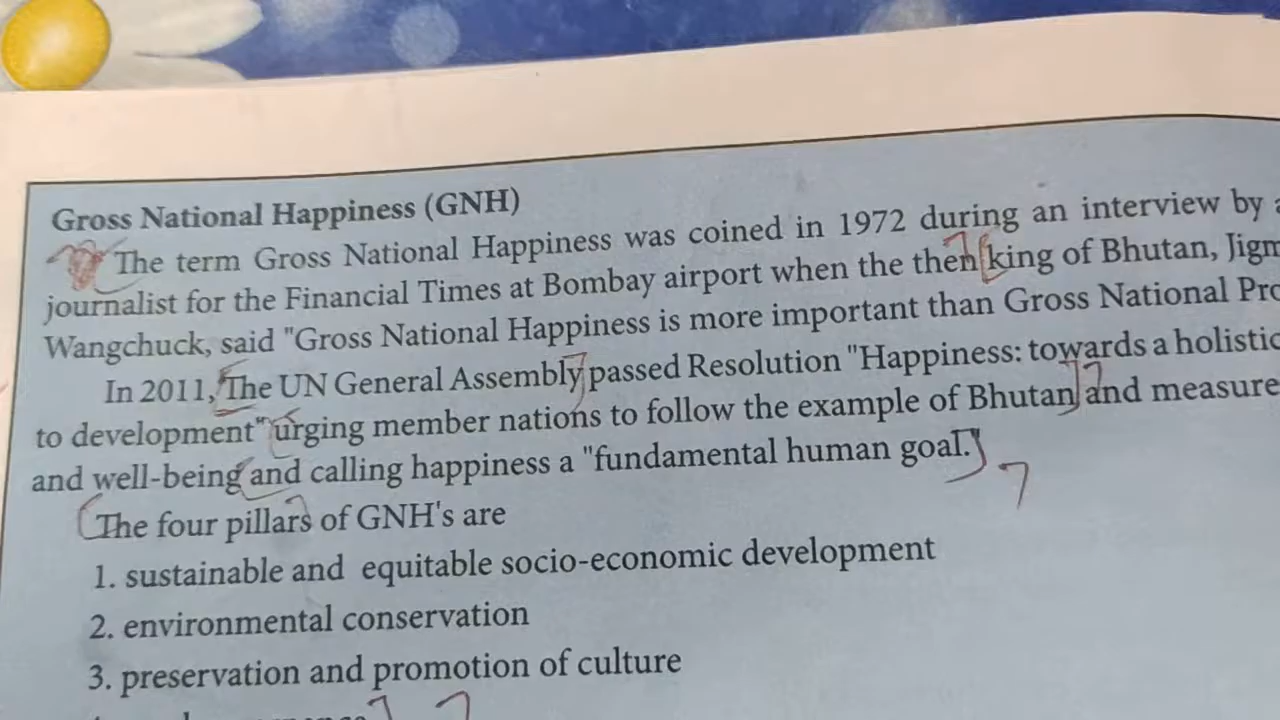 Gross National Happiness (GNH)
The term Gross National Happiness was coined in 1972 during an interview by
journalist for the Financial Times at Bombay airport when the then king of Bhutan,
Wangchuck, said "Gross National Happiness is more important than Gross National
In 2011, The UN General Assembly passed Resolution "Happiness: towards a holistic
to development" urging member nations to follow the example of Bhutan and measure
and well-being and calling happiness a "fundamental human goal."
The four pillars of GNH's are
1. sustainable and equitable socio-economic development
2. environmental conservation
3. preservation and promotion of culture